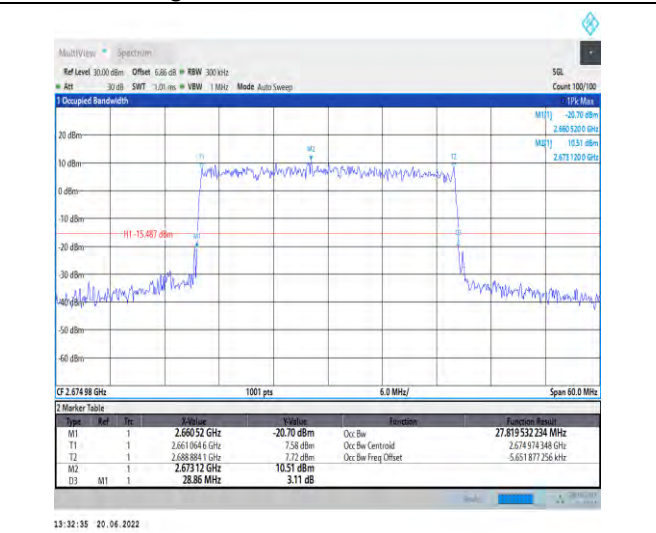 MultiView Spectrum
Ref Level 30.00 dBm Offset 6.86 dB RBW 300 kHz SGL
Att 30 dB SWT 1.01 ms VBW 1 MHz Mode Auto Sweep Count 100/100
1 Occupied Bandwidth 1Pk Max
M1[1] -20.70 dBm
2.660 520 0 GHz
20 dBm
M2[1] 10.51 dBm
2.673 120 0 GHz
M2
T1 T2
10 dBm
0 dBm
-10 dBm
H1 -15.487 dBm
M1 D3
-20 dBm
-30 dBm
-40 dBm
-50 dBm
-60 dBm
CF 2.674 98 GHz 1001 pts 6.0 MHz/ Span 60.0 MHz
2 Marker Table
Type Ref Trc X-Value Y-Value Function Function Result
M1 1 2.660 52 GHz -20.70 dBm Occ Bw 27.819 532 234 MHz
T1 1 2.661 064 6 GHz 7.58 dBm Occ Bw Centroid 2.674 974 348 GHz
T2 1 2.688 884 1 GHz 7.72 dBm Occ Bw Freq Offset -5.651 877 256 kHz
M2 1 2.673 12 GHz 10.51 dBm
D3 M1 1 28.86 MHz 3.11 dB
13:32:35 20.06.2022